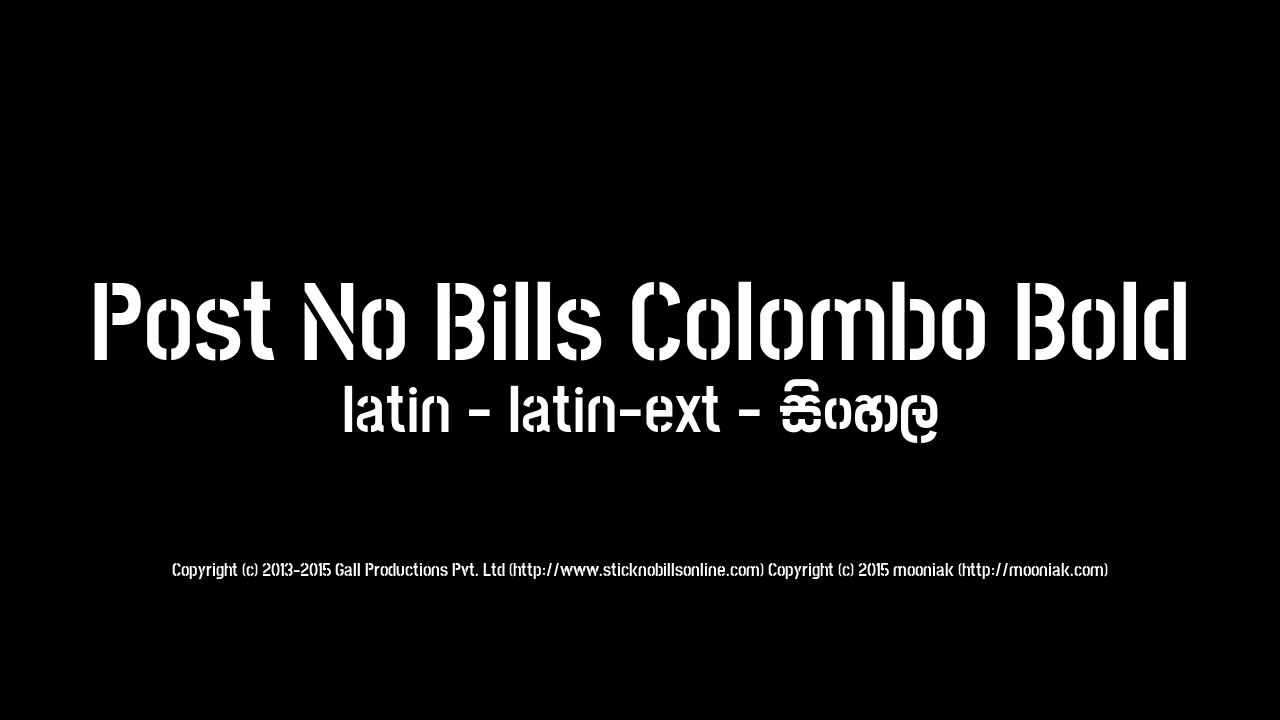 Post No Bills Colombo Bold
latin - latin-ext - සිංහල
Copyright (c) 2013-2015 Gall Productions Pvt. Ltd (http://www.sticknobillsonline.com) Copyright (c) 2015 mooniak (http://mooniak.com)